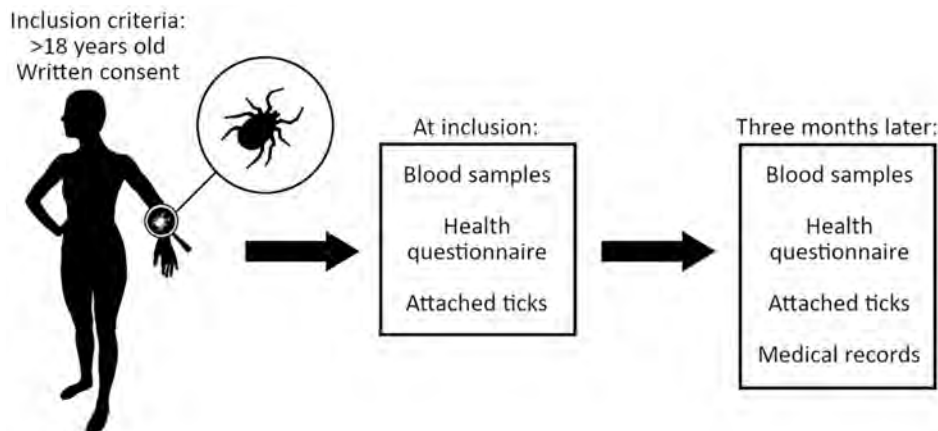 Inclusion criteria:
>18 years old
Written consent
At inclusion:
Blood samples
Health
questionnaire
Attached ticks
Three months later:
Blood samples
Health
questionnaire
Attached ticks
Medical records